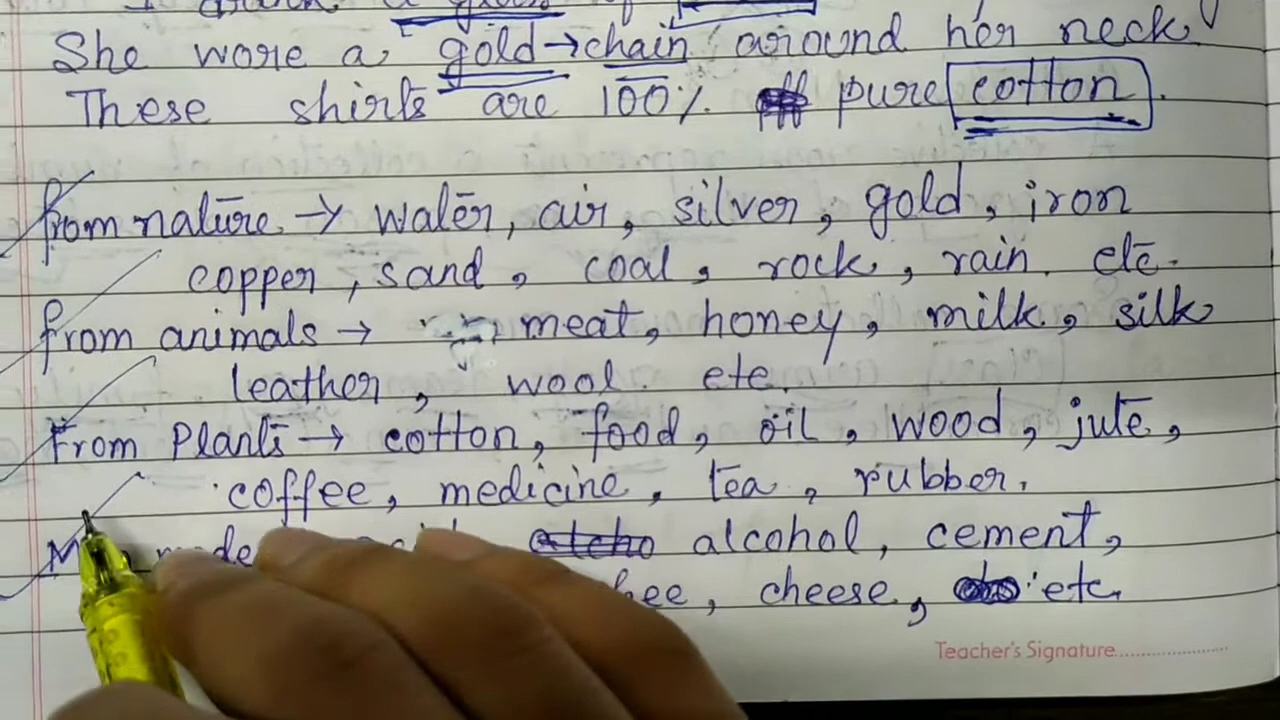 She wore a gold → chain around her neck
These shirts are 100% pure cotton.
from nature → water, air, silver, gold, iron
copper, sand, coal, rock, rain. etc.
from animals → meat, honey, milk, silk
leather, wool. etc.
From Plants → cotton, food, oil, wood, jute,
coffee, medicine, tea, rubber.
alcohol, cement,
cheese, etc.
Teacher's Signature